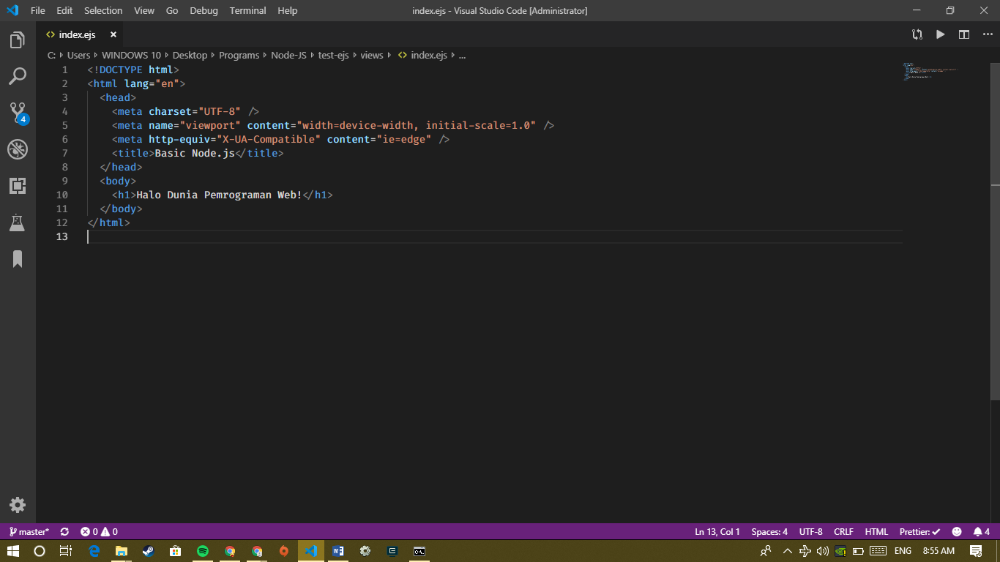 File Edit Selection View Go Debug Terminal Help index.ejs - Visual Studio Code [Administrator]
index.ejs
C: Users WINDOWS 10 Desktop Programs Node-JS test-ejs views index.ejs ...
1 <!DOCTYPE html>
2 <html lang="en">
3 <head>
4 <meta charset="UTF-8" />
5 <meta name="viewport" content="width=device-width, initial-scale=1.0" />
6 <meta http-equiv="X-UA-Compatible" content="ie=edge" />
7 <title>Basic Node.js</title>
8 </head>
9 <body>
10 <h1>Halo Dunia Pemrograman Web!</h1>
11 </body>
12 </html>
13
4
master* 0 0 Ln 13, Col 1 Spaces: 4 UTF-8 CRLF HTML Prettier: 4
ENG 8:55 AM